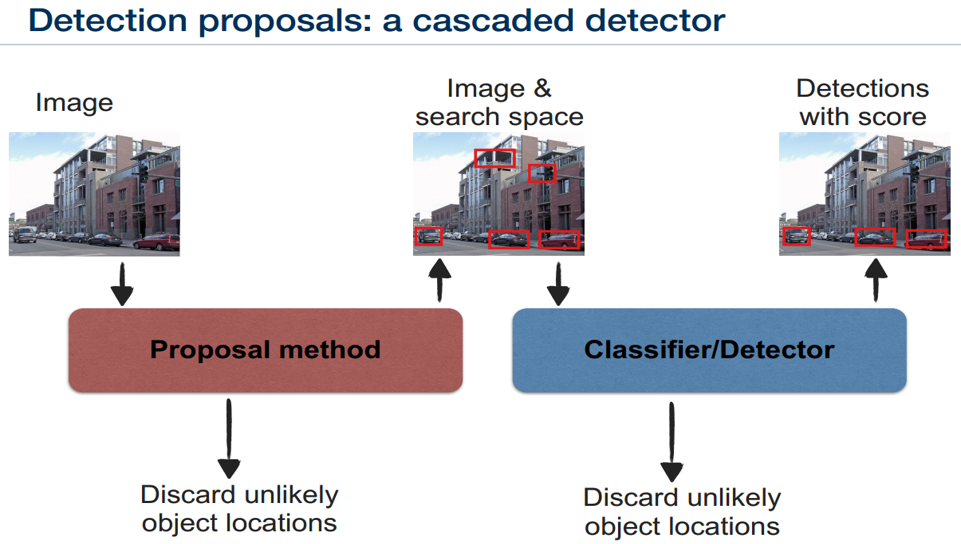 Detection proposals: a cascaded detector
Image
Image &
search space
Detections
with score
Proposal method
Classifier/Detector
Discard unlikely
object locations
Discard unlikely
object locations